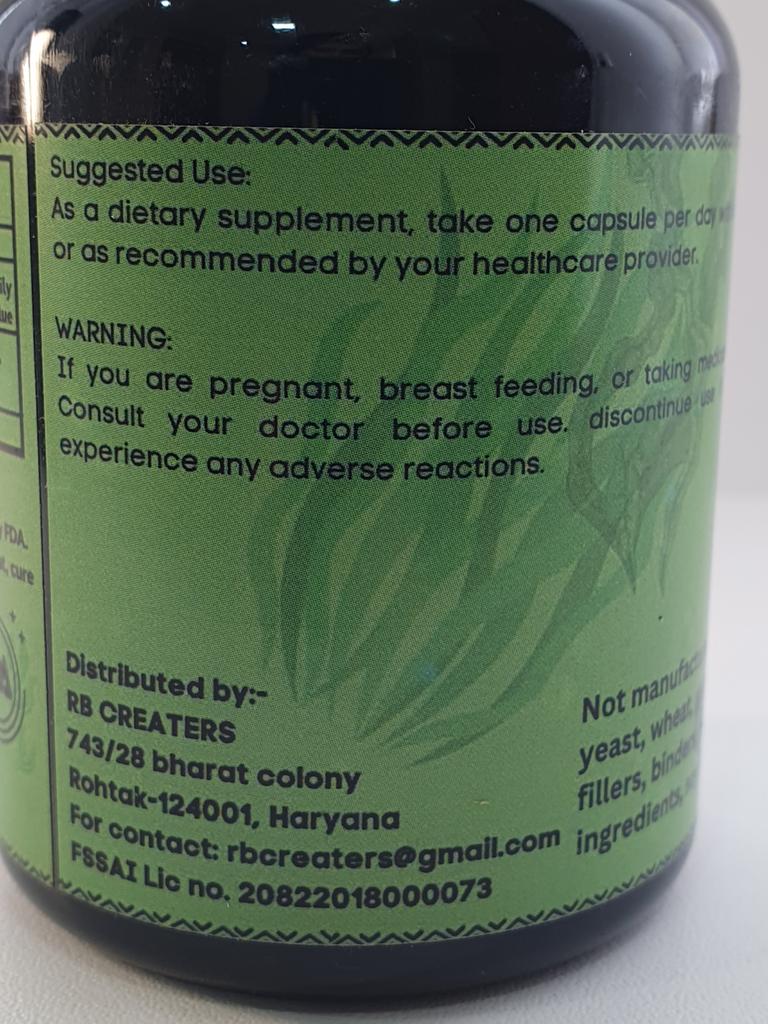 Suggested Use:
As a dietary supplement, take one capsule per day
or as recommended by your healthcare provider.
WARNING:
If you are pregnant, breast feeding, or taking
Consult your doctor before use. discontinue use
experience any adverse reactions.
FDA.
cure
Distributed by:-
RB CREATERS
743/28 bharat colony
Rohtak-124001, Haryana
For contact: rbcreaters@gmail.com
FSSAI Lic no. 20822018000073
Not
yeast, wheat,
fillers,
ingredients,